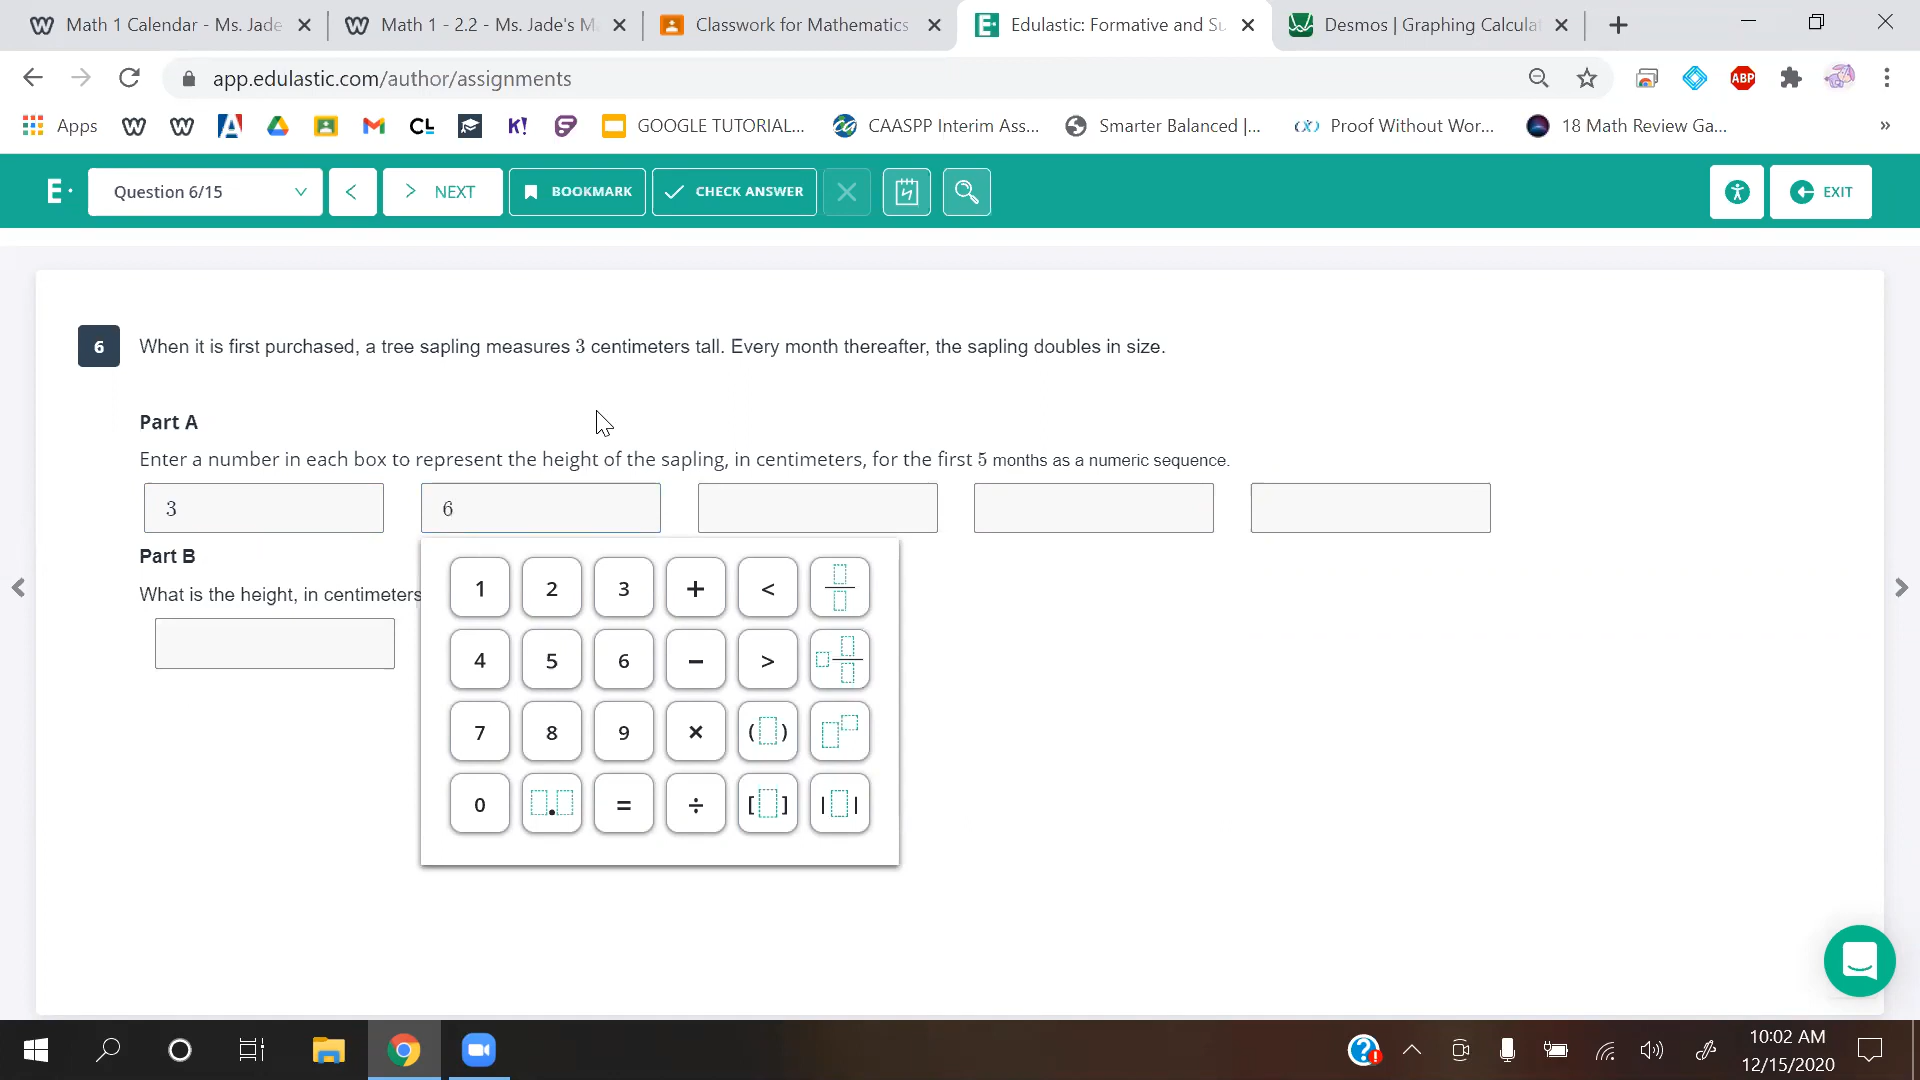 Math 1 Calendar - Ms. Jade
Math 1 - 2.2 - Ms. Jade's M
Classwork for Mathematics
Edulastic: Formative and Su
Desmos | Graphing Calculat
app.edulastic.com/author/assignments
ABP
Apps
CL
K!
GOOGLE TUTORIAL...
CAASPP Interim Ass...
Smarter Balanced |...
Proof Without Wor...
18 Math Review Ga...
E
Question 6/15
NEXT
BOOKMARK
CHECK ANSWER
EXIT
6
When it is first purchased, a tree sapling measures 3 centimeters tall. Every month thereafter, the sapling doubles in size.
Part A
Enter a number in each box to represent the height of the sapling, in centimeters, for the first 5 months as a numeric sequence.
3
6
Part B
What is the height, in centimeters
1 2 3 + <
4 5 6 − >
7 8 9 × ( )
0 . = ÷ [ ] | |
10:02 AM
12/15/2020